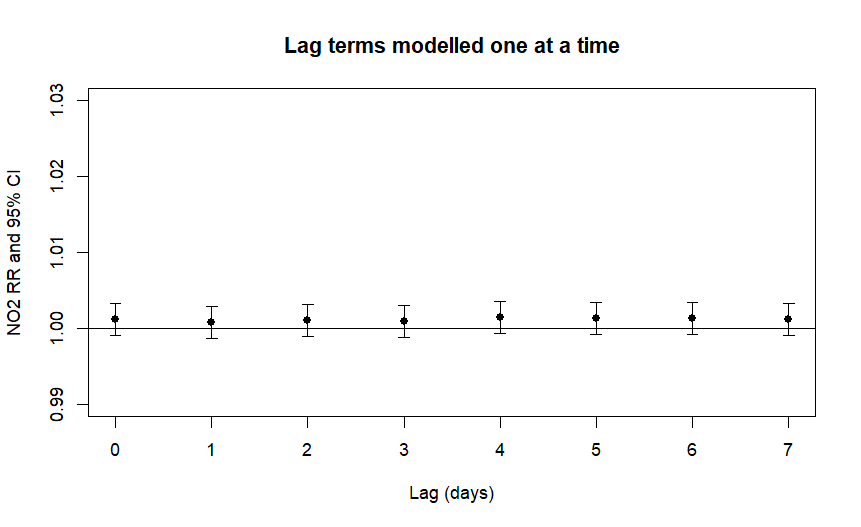 Lag terms modelled one at a time
NO2 RR and 95% CI
1.03
1.02
1.01
1.00
0.99
0 1 2 3 4 5 6 7
Lag (days)